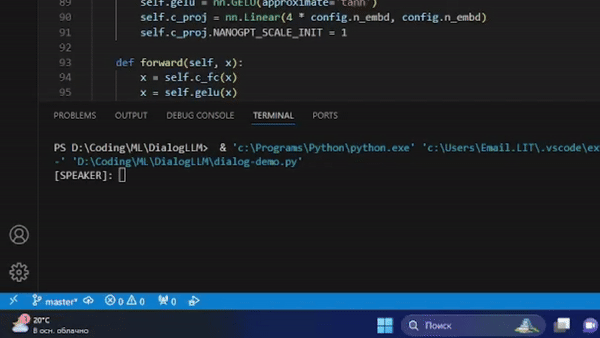 89 self.gelu = nn.GELU(approximate='tanh')
90 self.c_proj = nn.Linear(4 * config.n_embd, config.n_embd)
91 self.c_proj.NANOGPT_SCALE_INIT = 1
92
93 def forward(self, x):
94 x = self.c_fc(x)
95 x = self.gelu(x)
PROBLEMS OUTPUT DEBUG CONSOLE TERMINAL PORTS
PS D:\Coding\ML\DialogLLM> & 'c:\Programs\Python\python.exe' 'c:\Users\Email.LIT\.vscode\ex
-' 'D:\Coding\ML\DialogLLM\dialog-demo.py'
[SPEAKER]:
master* 0 0 0
20°C
В осн. облачно
Поиск